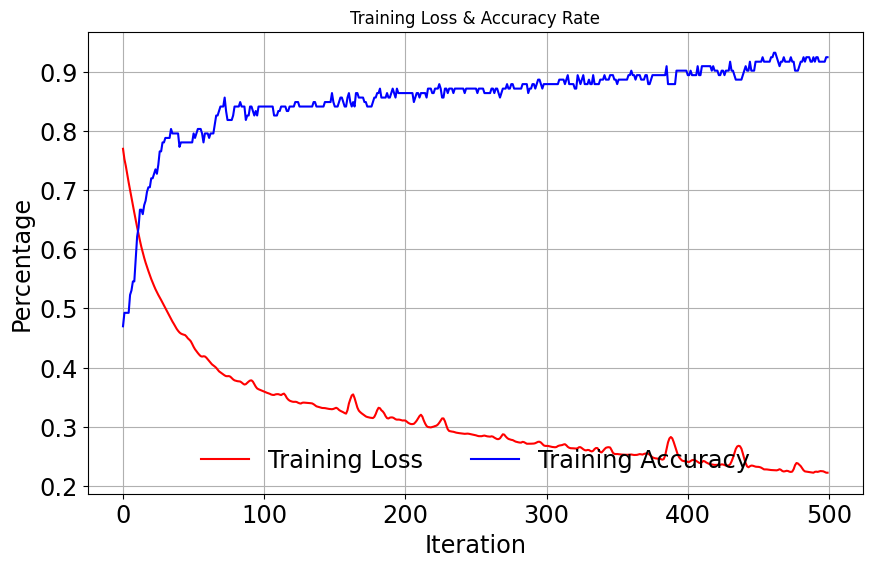 Training Loss & Accuracy Rate
Percentage
0.9
0.8
0.7
0.6
0.5
0.4
0.3
0.2
Training Loss
Training Accuracy
0 100 200 300 400 500
Iteration